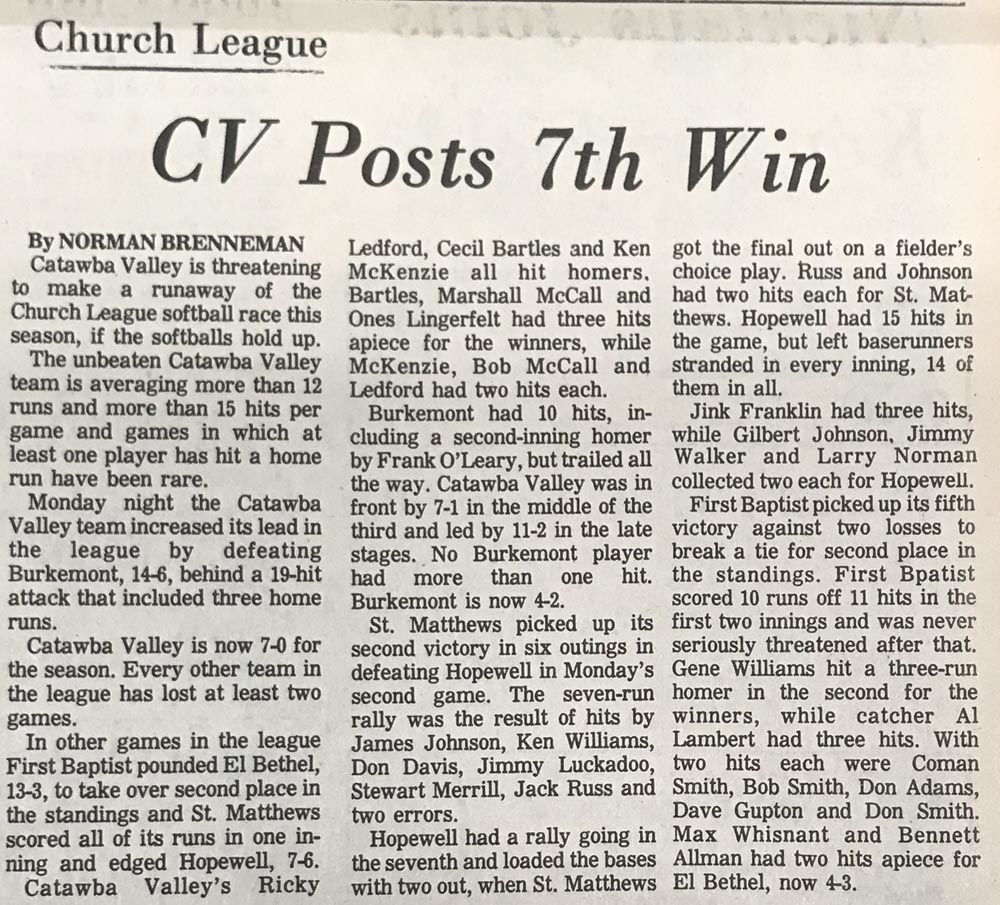 Church League
CV Posts 7th Win
By NORMAN BRENNEMAN
Catawba Valley is threatening
to make a runaway of the
Church League softball race this
season, if the softballs hold up.
The unbeaten Catawba Valley
team is averaging more than 12
runs and more than 15 hits per
game and games in which at
least one player has hit a home
run have been rare.
Monday night the Catawba
Valley team increased its lead in
the league by defeating
Burkemont, 14-6, behind a 19-hit
attack that included three home
runs.
Catawba Valley is now 7-0 for
the season. Every other team in
the league has lost at least two
games.
In other games in the league
First Baptist pounded El Bethel,
13-3, to take over second place in
the standings and St. Matthews
scored all of its runs in one in-
ning and edged Hopewell, 7-6.
Catawba Valley's Ricky
Ledford, Cecil Bartles and Ken
McKenzie all hit homers.
Bartles, Marshall McCall and
Ones Lingerfelt had three hits
apiece for the winners, while
McKenzie, Bob McCall and
Ledford had two hits each.
Burkemont had 10 hits, in-
cluding a second-inning homer
by Frank O'Leary, but trailed all
the way. Catawba Valley was in
front by 7-1 in the middle of the
third and led by 11-2 in the late
stages. No Burkemont player
had more than one hit.
Burkemont is now 4-2.
St. Matthews picked up its
second victory in six outings in
defeating Hopewell in Monday's
second game. The seven-run
rally was the result of hits by
James Johnson, Ken Williams,
Don Davis, Jimmy Luckadoo,
Stewart Merrill, Jack Russ and
two errors.
Hopewell had a rally going in
the seventh and loaded the bases
with two out, when St. Matthews
got the final out on a fielder's
choice play. Russ and Johnson
had two hits each for St. Mat-
thews. Hopewell had 15 hits in
the game, but left baserunners
stranded in every inning, 14 of
them in all.
Jink Franklin had three hits,
while Gilbert Johnson, Jimmy
Walker and Larry Norman
collected two each for Hopewell.
First Baptist picked up its fifth
victory against two losses to
break a tie for second place in
the standings. First Bpatist
scored 10 runs off 11 hits in the
first two innings and was never
seriously threatened after that.
Gene Williams hit a three-run
homer in the second for the
winners, while catcher Al
Lambert had three hits. With
two hits each were Coman
Smith, Bob Smith, Don Adams,
Dave Gupton and Don Smith.
Max Whisnant and Bennett
Allman had two hits apiece for
El Bethel, now 4-3.